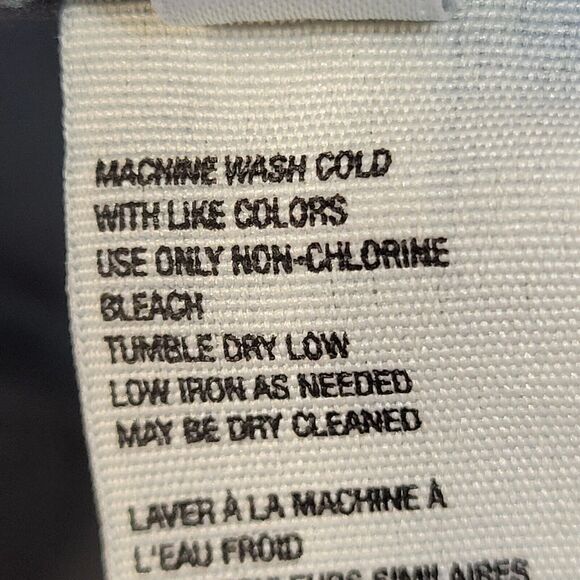 MACHINE WASH COLD
WITH LIKE COLORS
USE ONLY NON-CHLORINE
BLEACH
TUMBLE DRY LOW
LOW IRON AS NEEDED
MAY BE DRY CLEANED
LAVER À LA MACHINE À
L'EAU FROID
SIMILAIRES